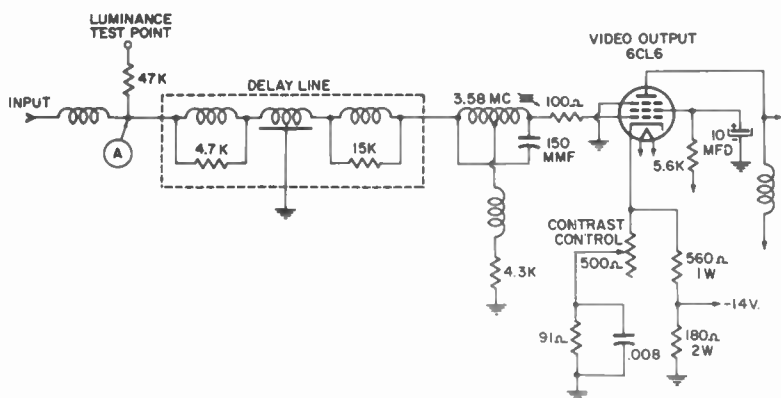 LUMINANCE
TEST POINT
47K
INPUT
A
DELAY LINE
4.7K
15K
3.58 MC
100Ω
150
MMF
4.3K
VIDEO OUTPUT
6CL6
5.6K
10
MFD
CONTRAST
CONTROL
500Ω
560Ω
1W
-14V.
91Ω
.008
180Ω
2W